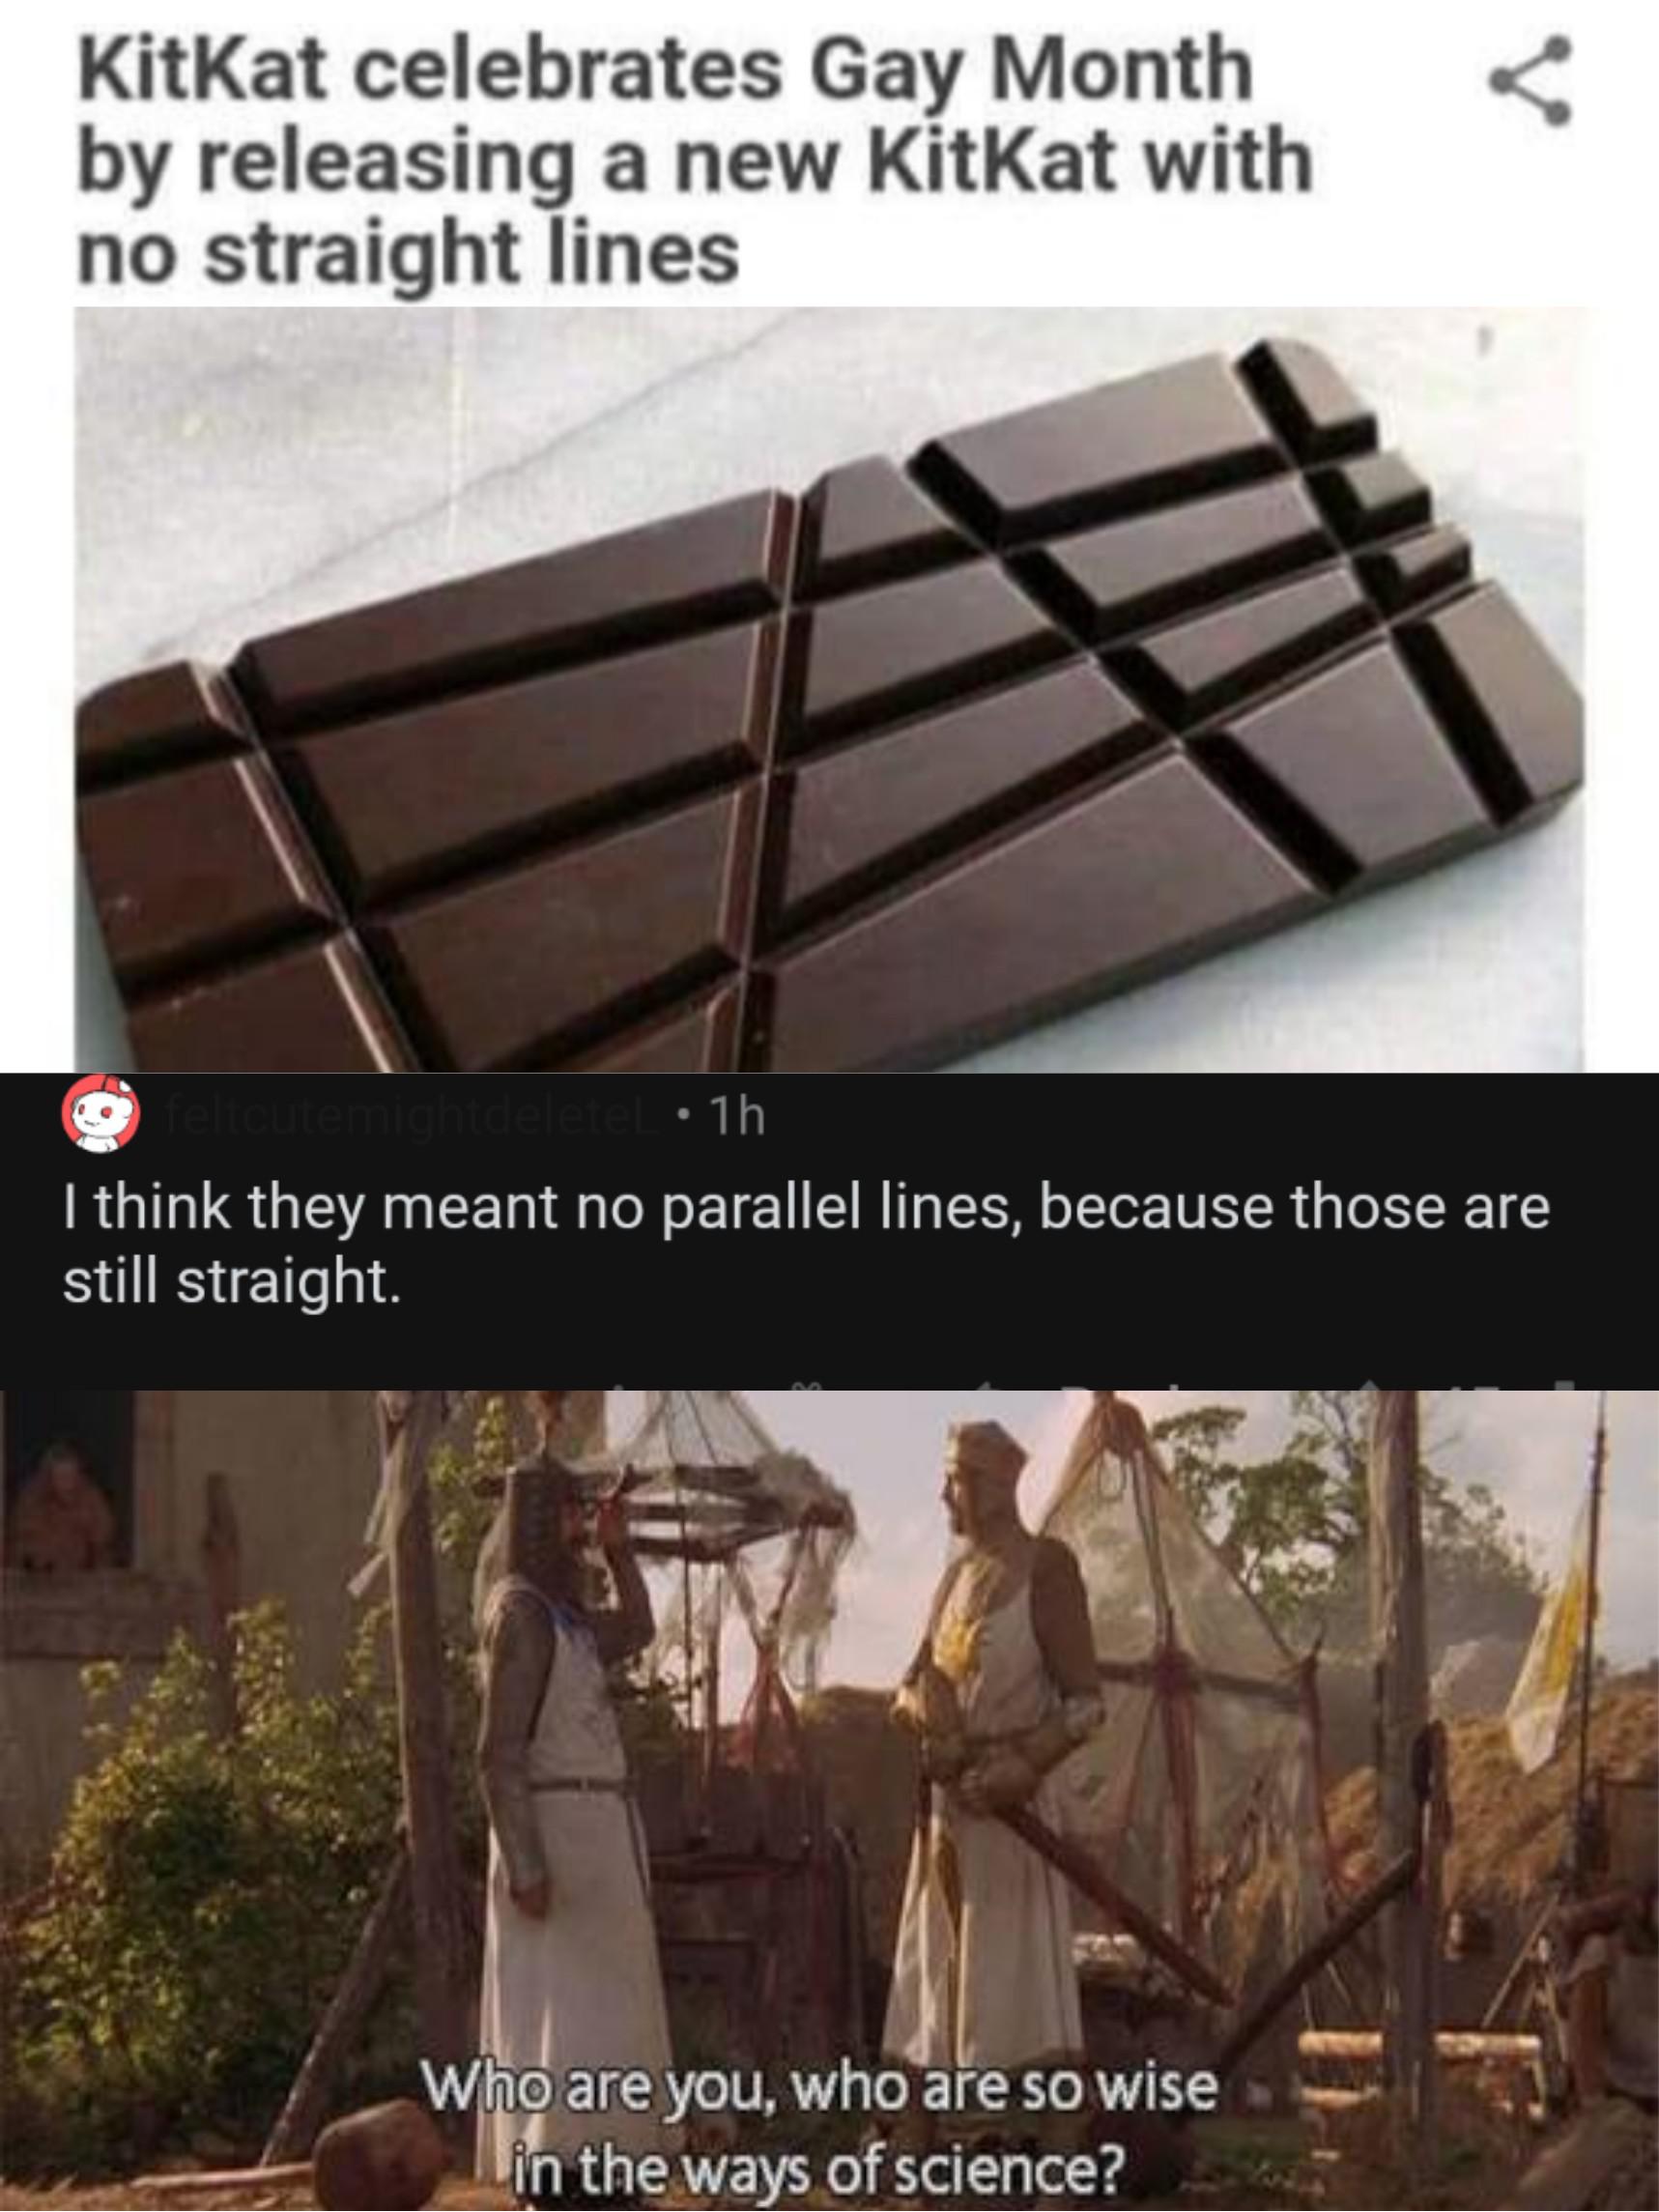 KitKat celebrates Gay Month
by releasing a new KitKat with
no straight lines
feltcutemightdeleteL • 1h
I think they meant no parallel lines, because those are
still straight.
Who are you, who are so wise
in the ways of science?